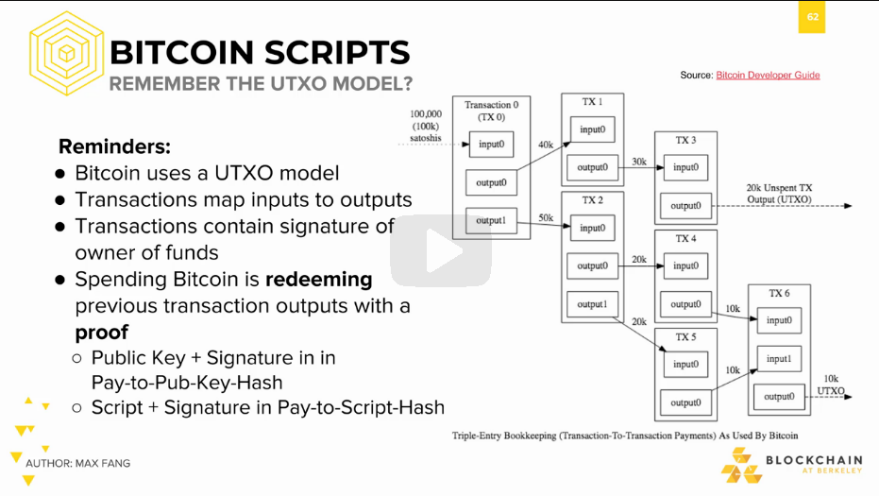 62
BITCOIN SCRIPTS
REMEMBER THE UTXO MODEL?
Source: Bitcoin Developer Guide
Reminders:
● Bitcoin uses a UTXO model
● Transactions map inputs to outputs
● Transactions contain signature of
owner of funds
● Spending Bitcoin is redeeming
previous transaction outputs with a
proof
○ Public Key + Signature in in
Pay-to-Pub-Key-Hash
○ Script + Signature in Pay-to-Script-Hash
100,000
(100k)
satoshis
Transaction 0
(TX 0)
input0
output0
output1
40k
50k
TX 1
input0
output0
30k
TX 2
input0
output0
output1
20k
20k
TX 3
input0
output0
20k Unspent TX
Output (UTXO)
TX 4
input0
output0
10k
TX 5
input0
output0
10k
TX 6
input0
input1
output0
10k
UTXO
Triple-Entry Bookkeeping (Transaction-To-Transaction Payments) As Used By Bitcoin
AUTHOR: MAX FANG
BLOCKCHAIN
AT BERKELEY